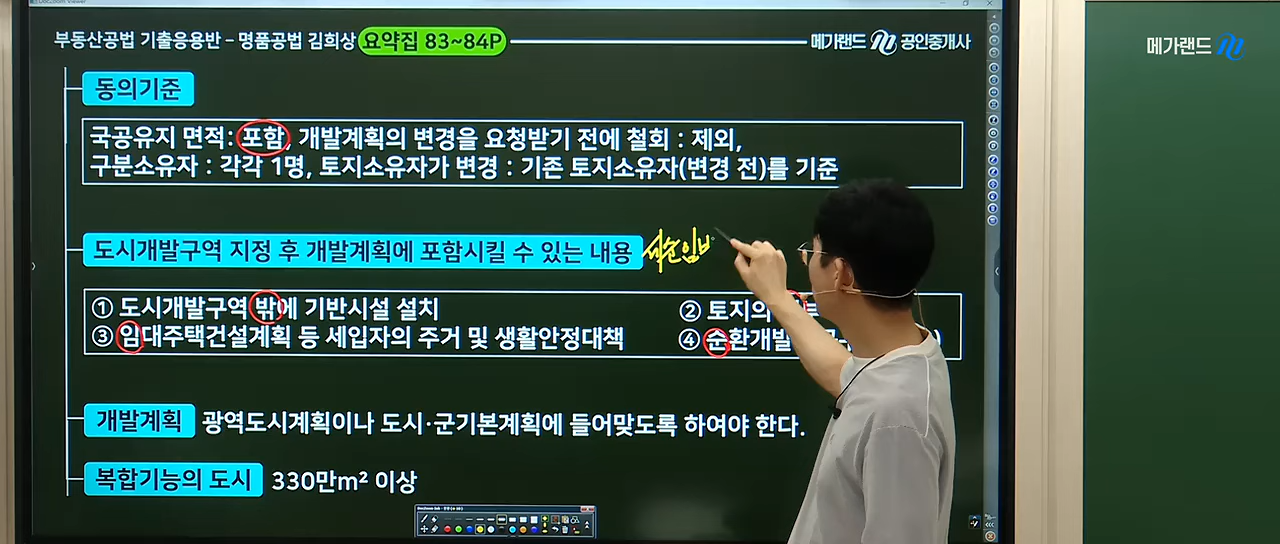 부동산공법 기출응용반 - 명품공법 김희상 요약집 83~84P 메가랜드 공인중개사
메가랜드
동의기준
국공유지 면적: 포함, 개발계획의 변경을 요청받기 전에 철회 : 제외,
구분소유자 : 각각 1명, 토지소유자가 변경 : 기존 토지소유자(변경 전)를 기준
도시개발구역 지정 후 개발계획에 포함시킬 수 있는 내용
① 도시개발구역 밖에 기반시설 설치 ② 토지의
③ 임대주택건설계획 등 세입자의 주거 및 생활안정대책 ④ 순환개발
개발계획 광역도시계획이나 도시·군기본계획에 들어맞도록 하여야 한다.
복합기능의 도시 330만m² 이상